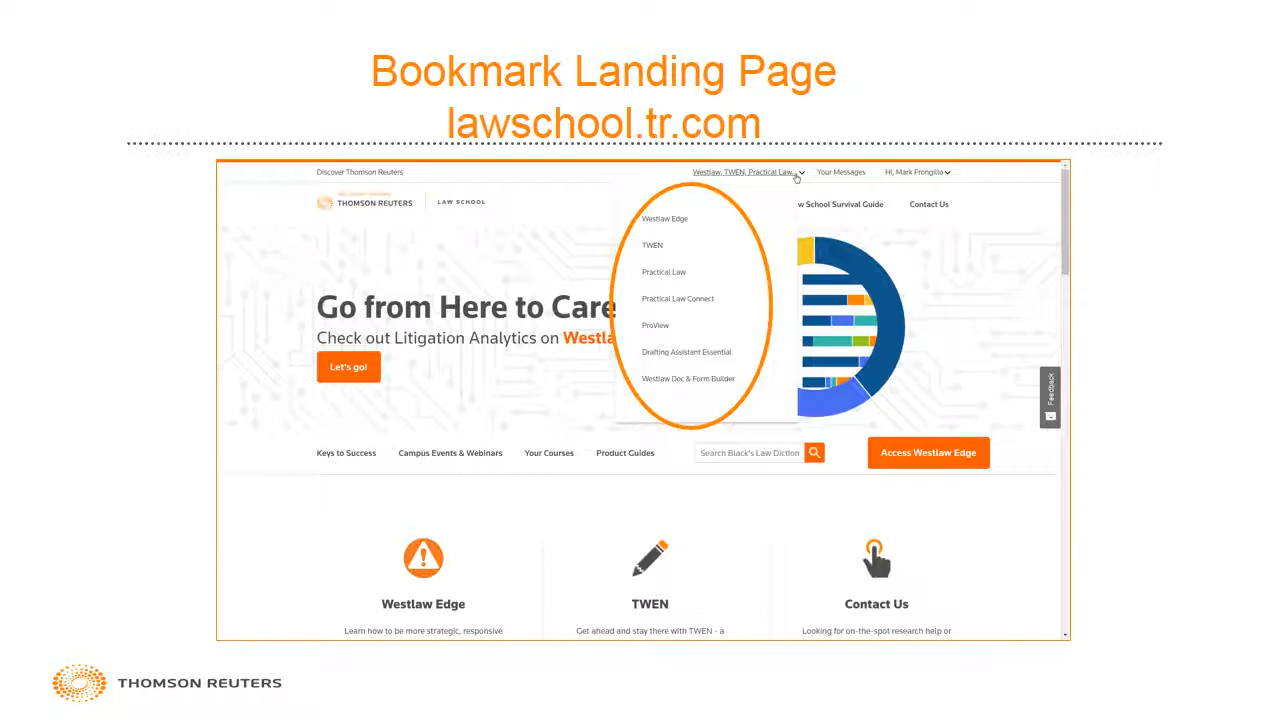 Bookmark Landing Page
lawschool.tr.com
Discover Thomson Reuters
Westlaw, TWEN, Practical Law...
Your Messages
Hi, Mark Frongillo
THOMSON REUTERS
LAW SCHOOL
w School Survival Guide
Contact Us
Westlaw Edge
TWEN
Practical Law
Practical Law Connect
ProView
Drafting Assistant Essential
Westlaw Doc & Form Builder
Go from Here to Care
Check out Litigation Analytics on Westla
Let's go!
Feedback
Keys to Success
Campus Events & Webinars
Your Courses
Product Guides
Search Black's Law Diction
Access Westlaw Edge
Westlaw Edge
TWEN
Contact Us
Learn how to be more strategic, responsive
Get ahead and stay there with TWEN - a
Looking for on-the-spot research help or
THOMSON REUTERS